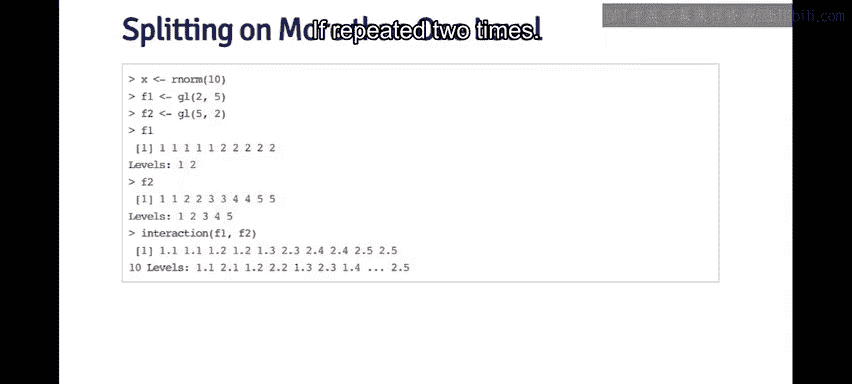 Splitting on More than One Level
If repeated two times.
> x <- rnorm(10)
> f1 <- gl(2, 5)
> f2 <- gl(5, 2)
> f1
[1] 1 1 1 1 1 2 2 2 2 2
Levels: 1 2
> f2
[1] 1 1 2 2 3 3 4 4 5 5
Levels: 1 2 3 4 5
> interaction(f1, f2)
[1] 1.1 1.1 1.2 1.2 1.3 2.3 2.4 2.4 2.5 2.5
10 Levels: 1.1 2.1 1.2 2.2 1.3 2.3 1.4 ... 2.5